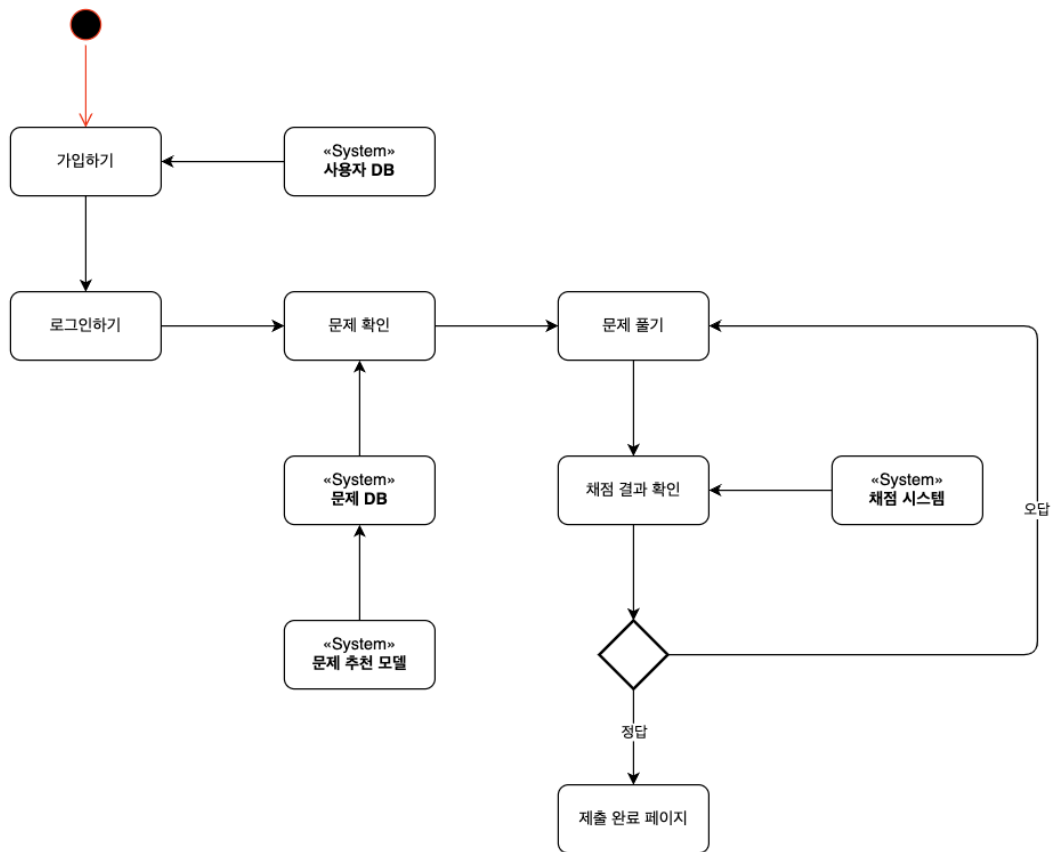 가입하기
«System»
사용자 DB
로그인하기
문제 확인
문제 풀기
«System»
문제 DB
채점 결과 확인
«System»
채점 시스템
오답
«System»
문제 추천 모델
정답
제출 완료 페이지